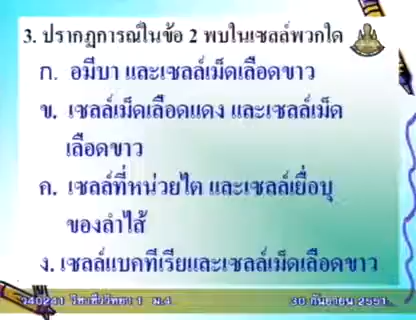 3. ปรากฏการณ์ในข้อ 2 พบในเซลล์พวกใด
ก. อมีบา และเซลล์เม็ดเลือดขาว
ข. เซลล์เม็ดเลือดแดง และเซลล์เม็ด
เลือดขาว
ค. เซลล์ที่หน่วยไต และเซลล์เยื่อบุ
ของลำไส้
ง. เซลล์แบคทีเรียและเซลล์เม็ดเลือดขาว
ว40241 วิชาชีววิทยา 1 ม.4 30 กันยายน 2551